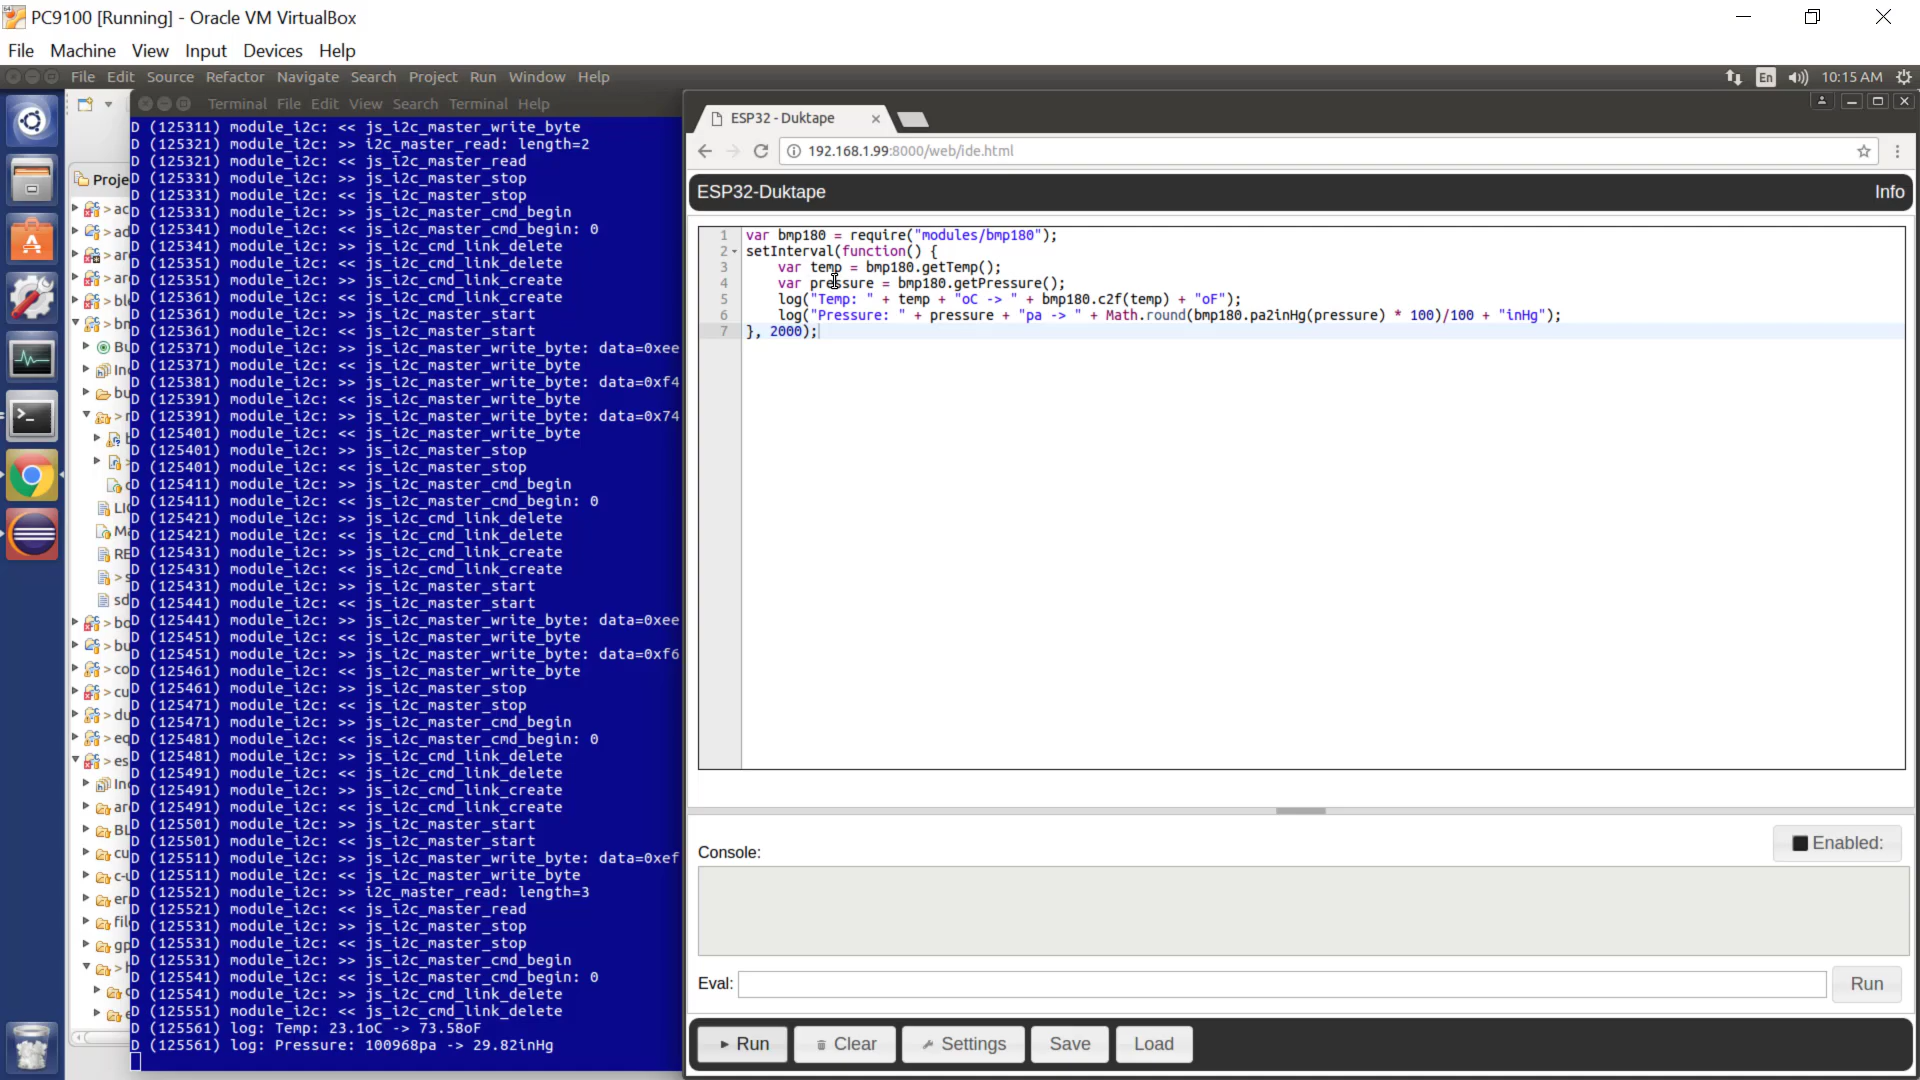 PC9100 [Running] - Oracle VM VirtualBox
File Machine View Input Devices Help
File Edit Source Refactor Navigate Search Project Run Window Help
En 10:15 AM
Terminal File Edit View Search Terminal Help
Proje
D (125311) module_i2c: << js_i2c_master_write_byte
D (125321) module_i2c: >> i2c_master_read: length=2
D (125321) module_i2c: << js_i2c_master_read
D (125331) module_i2c: >> js_i2c_master_stop
D (125331) module_i2c: << js_i2c_master_stop
D (125331) module_i2c: >> js_i2c_master_cmd_begin
D (125341) module_i2c: << js_i2c_master_cmd_begin: 0
D (125341) module_i2c: >> js_i2c_cmd_link_delete
D (125351) module_i2c: << js_i2c_cmd_link_delete
D (125351) module_i2c: >> js_i2c_cmd_link_create
D (125361) module_i2c: << js_i2c_cmd_link_create
D (125361) module_i2c: >> js_i2c_master_start
D (125361) module_i2c: << js_i2c_master_start
D (125371) module_i2c: >> js_i2c_master_write_byte: data=0xee
D (125371) module_i2c: << js_i2c_master_write_byte
D (125381) module_i2c: >> js_i2c_master_write_byte: data=0xf4
D (125391) module_i2c: << js_i2c_master_write_byte
D (125391) module_i2c: >> js_i2c_master_write_byte: data=0x74
D (125401) module_i2c: << js_i2c_master_write_byte
D (125401) module_i2c: >> js_i2c_master_stop
D (125401) module_i2c: << js_i2c_master_stop
D (125411) module_i2c: >> js_i2c_master_cmd_begin
D (125411) module_i2c: << js_i2c_master_cmd_begin: 0
D (125421) module_i2c: >> js_i2c_cmd_link_delete
D (125421) module_i2c: << js_i2c_cmd_link_delete
D (125431) module_i2c: >> js_i2c_cmd_link_create
D (125431) module_i2c: << js_i2c_cmd_link_create
D (125431) module_i2c: >> js_i2c_master_start
D (125441) module_i2c: << js_i2c_master_start
D (125441) module_i2c: >> js_i2c_master_write_byte: data=0xee
D (125451) module_i2c: << js_i2c_master_write_byte
D (125451) module_i2c: >> js_i2c_master_write_byte: data=0xf6
D (125461) module_i2c: << js_i2c_master_write_byte
D (125461) module_i2c: >> js_i2c_master_stop
D (125471) module_i2c: << js_i2c_master_stop
D (125471) module_i2c: >> js_i2c_master_cmd_begin
D (125481) module_i2c: << js_i2c_master_cmd_begin: 0
D (125481) module_i2c: >> js_i2c_cmd_link_delete
D (125491) module_i2c: << js_i2c_cmd_link_delete
D (125491) module_i2c: >> js_i2c_cmd_link_create
D (125491) module_i2c: << js_i2c_cmd_link_create
D (125501) module_i2c: >> js_i2c_master_start
D (125501) module_i2c: << js_i2c_master_start
D (125511) module_i2c: >> js_i2c_master_write_byte: data=0xef
D (125511) module_i2c: << js_i2c_master_write_byte
D (125521) module_i2c: >> i2c_master_read: length=3
D (125521) module_i2c: << js_i2c_master_read
D (125531) module_i2c: >> js_i2c_master_stop
D (125531) module_i2c: << js_i2c_master_stop
D (125531) module_i2c: >> js_i2c_master_cmd_begin
D (125541) module_i2c: << js_i2c_master_cmd_begin: 0
D (125541) module_i2c: >> js_i2c_cmd_link_delete
D (125551) module_i2c: << js_i2c_cmd_link_delete
D (125561) log: Temp: 23.1oC -> 73.58oF
D (125561) log: Pressure: 100968pa -> 29.82inHg
ESP32 - Duktape
192.168.1.99:8000/web/ide.html
ESP32-Duktape Info
1 var bmp180 = require("modules/bmp180");
2 setInterval(function() {
3 var temp = bmp180.getTemp();
4 var pressure = bmp180.getPressure();
5 log("Temp: " + temp + "oC -> " + bmp180.c2f(temp) + "oF");
6 log("Pressure: " + pressure + "pa -> " + Math.round(bmp180.pa2inHg(pressure) * 100)/100 + "inHg");
7 }, 2000);
Console: Enabled:
Eval: Run
Run Clear Settings Save Load